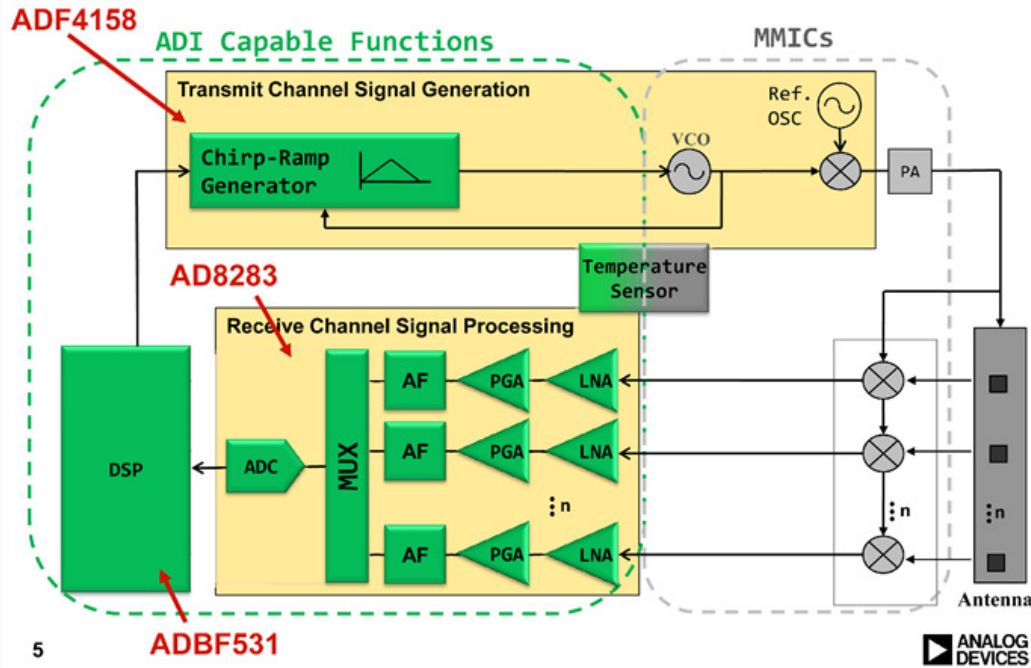 ADF4158
ADI Capable Functions
MMICs
Transmit Channel Signal Generation
Ref.
OSC
Chirp-Ramp
Generator
VCO
PA
Temperature
Sensor
AD8283
Receive Channel Signal Processing
DSP
ADC
MUX
AF
PGA
LNA
AF
PGA
LNA
n
n
n
AF
PGA
LNA
Antenna
ADBF531
5
ANALOG
DEVICES